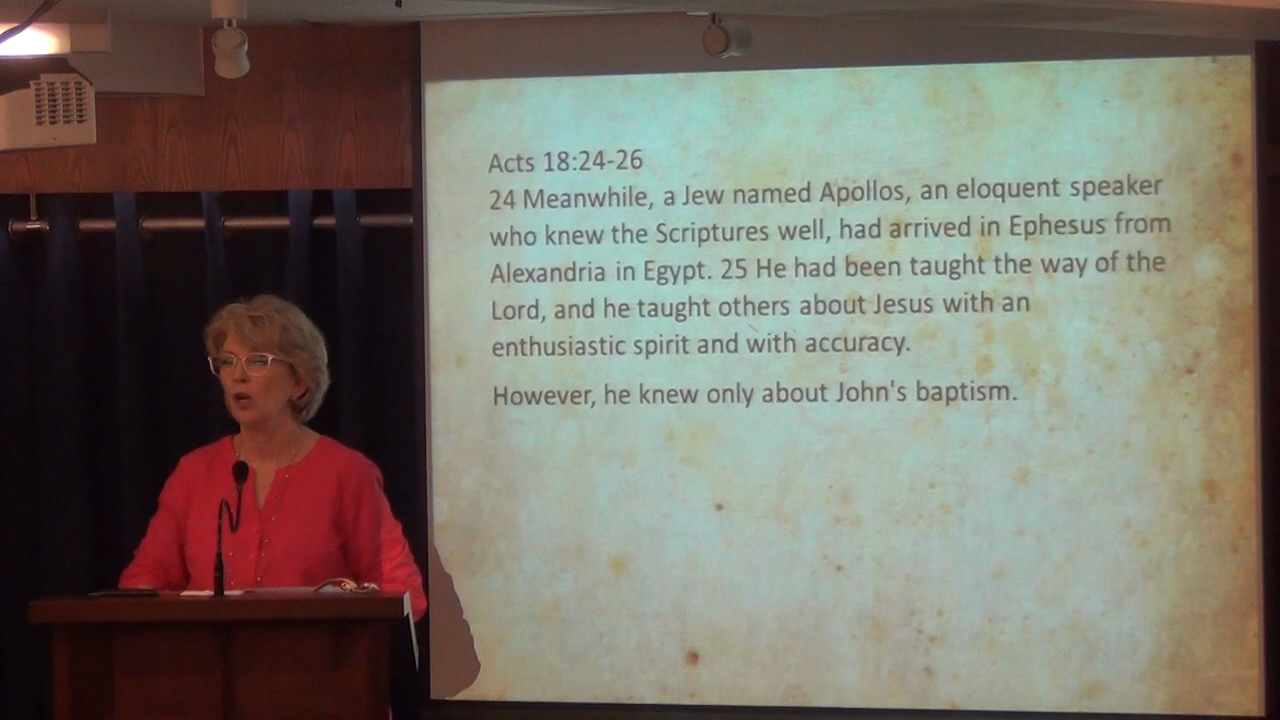 Acts 18:24-26
24 Meanwhile, a Jew named Apollos, an eloquent speaker
who knew the Scriptures well, had arrived in Ephesus from
Alexandria in Egypt. 25 He had been taught the way of the
Lord, and he taught others about Jesus with an
enthusiastic spirit and with accuracy.
However, he knew only about John's baptism.